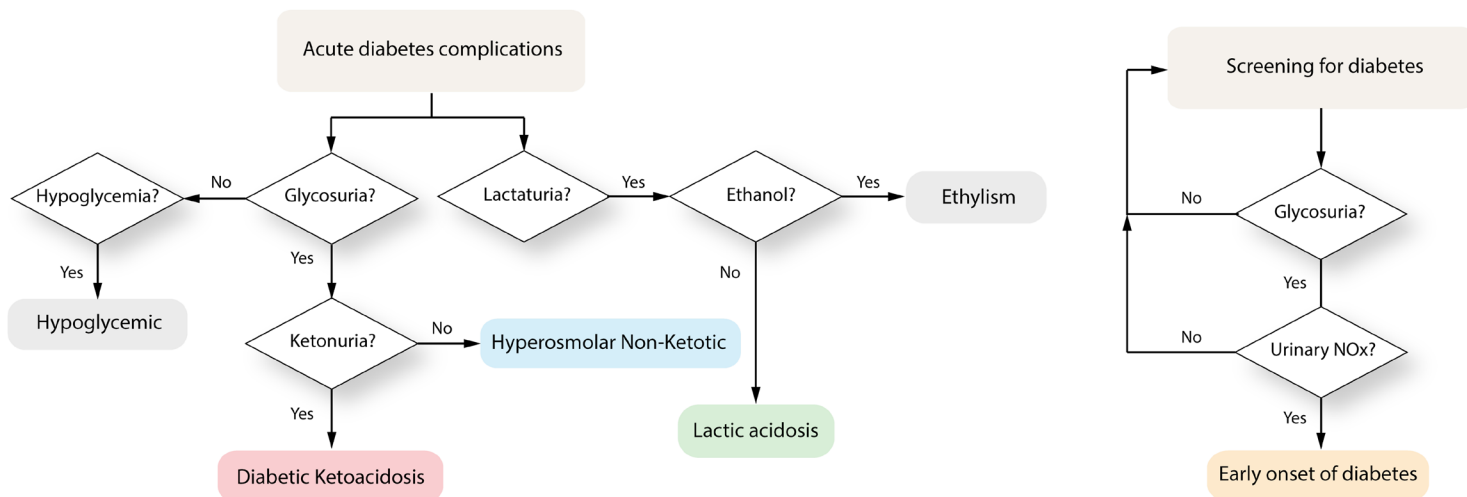 Acute diabetes complications
Hypoglycemia?
No
Glycosuria?
Lactaturia?
Yes
Ethanol?
Yes
Ethylism
Yes
Yes
No
Hypoglycemic
Ketonuria?
No
Hyperosmolar Non-Ketotic
Yes
Lactic acidosis
Diabetic Ketoacidosis
Screening for diabetes
No
Glycosuria?
Yes
No
Urinary NOx?
Yes
Early onset of diabetes